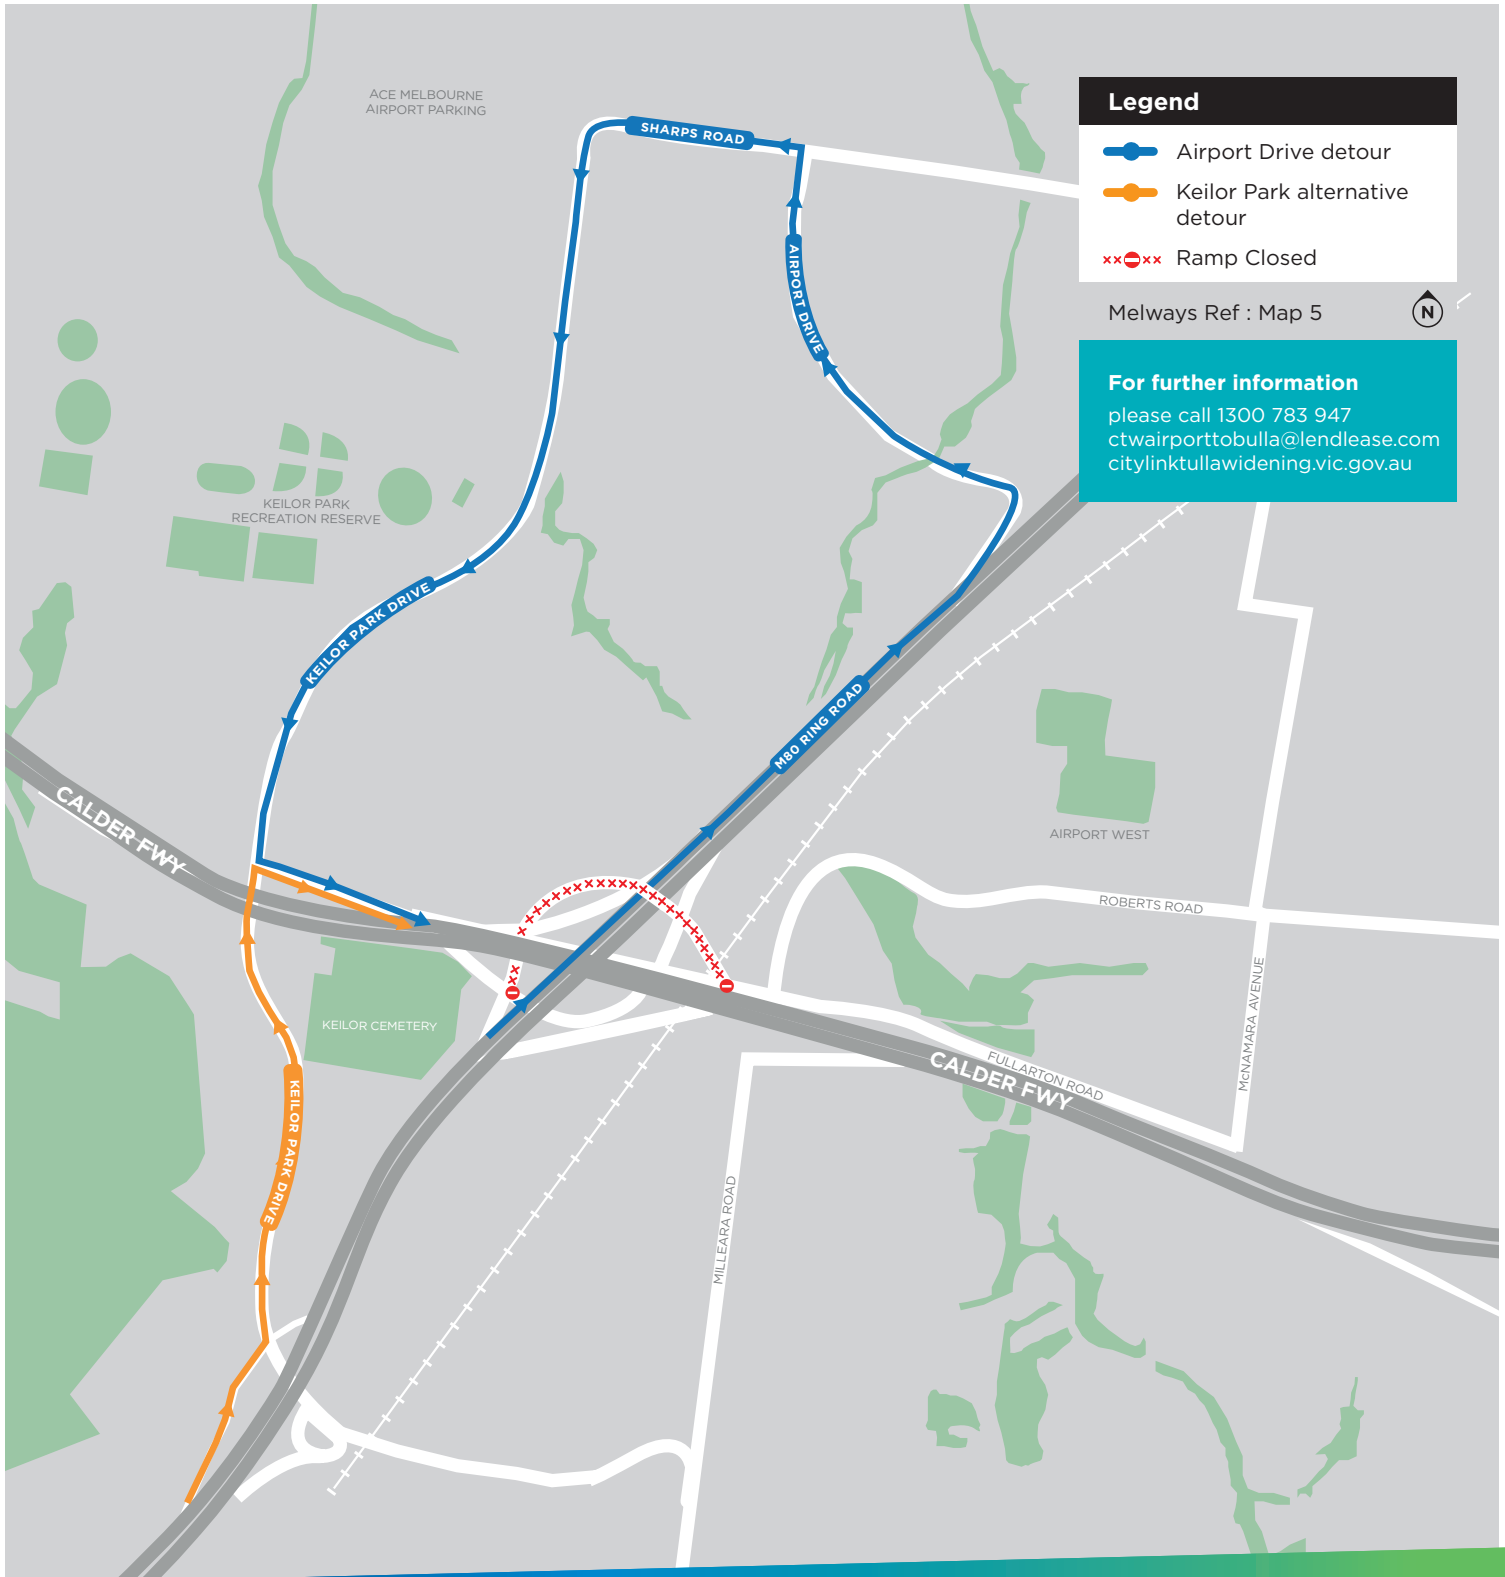 ACE MELBOURNE
AIRPORT PARKING
SHARPS ROAD
AIRPORT DRIVE
Legend
Airport Drive detour
Keilor Park alternative
detour
Ramp Closed
Melways Ref : Map 5
N
For further information
please call 1300 783 947
ctwairporttobulla@lendlease.com
citylinktullawidening.vic.gov.au
KEILOR PARK
RECREATION RESERVE
KEILOR PARK DRIVE
M80 RING ROAD
CALDER FWY
AIRPORT WEST
ROBERTS ROAD
McNAMARA AVENUE
KEILOR CEMETERY
FULLARTON ROAD
CALDER FWY
KEILOR PARK DRIVE
MILLEARA ROAD